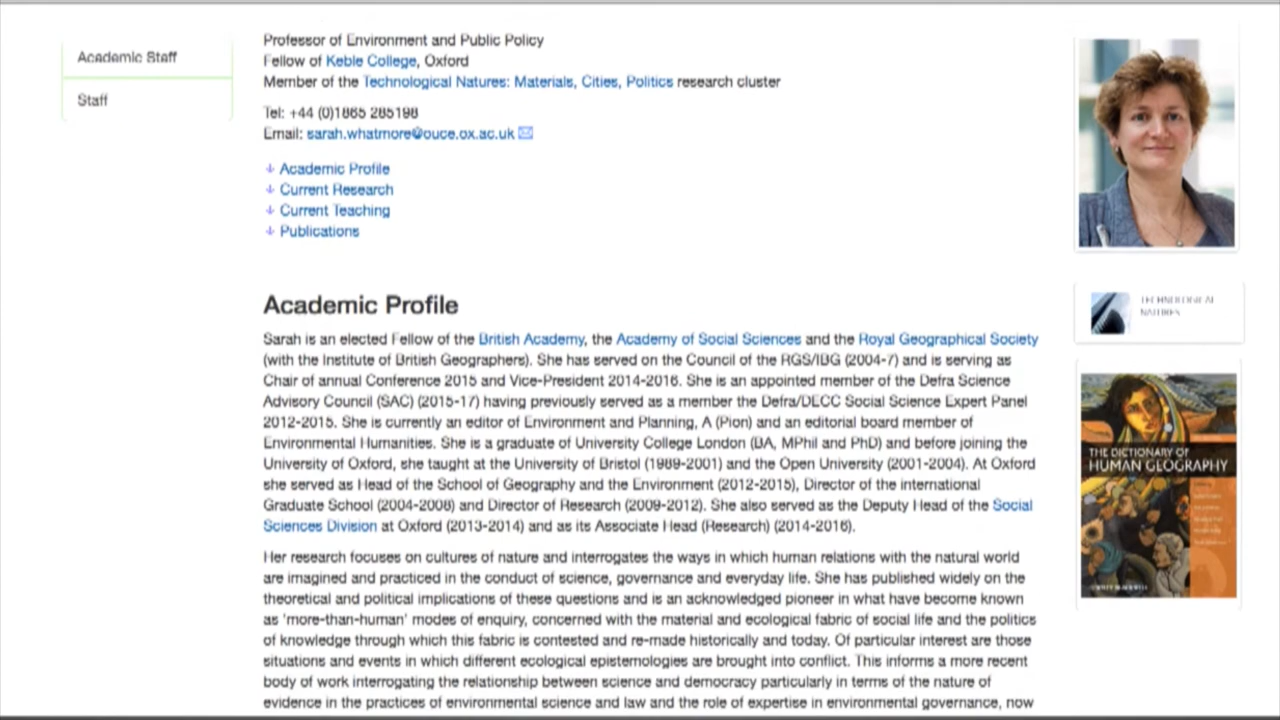 Academic Staff
Staff
Professor of Environment and Public Policy
Fellow of Keble College, Oxford
Member of the Technological Natures: Materials, Cities, Politics research cluster
Tel: +44 (0)1865 285198
Email: sarah.whatmore@ouce.ox.ac.uk
Academic Profile
Current Research
Current Teaching
Publications
Academic Profile
Sarah is an elected Fellow of the British Academy, the Academy of Social Sciences and the Royal Geographical Society
(with the Institute of British Geographers). She has served on the Council of the RGS/IBG (2004-7) and is serving as
Chair of annual Conference 2015 and Vice-President 2014-2016. She is an appointed member of the Defra Science
Advisory Council (SAC) (2015-17) having previously served as a member the Defra/DECC Social Science Expert Panel
2012-2015. She is currently an editor of Environment and Planning, A (Pion) and an editorial board member of
Environmental Humanities. She is a graduate of University College London (BA, MPhil and PhD) and before joining the
University of Oxford, she taught at the University of Bristol (1989-2001) and the Open University (2001-2004). At Oxford
she served as Head of the School of Geography and the Environment (2012-2015), Director of the international
Graduate School (2004-2008) and Director of Research (2009-2012). She also served as the Deputy Head of the Social
Sciences Division at Oxford (2013-2014) and as its Associate Head (Research) (2014-2016).
Her research focuses on cultures of nature and interrogates the ways in which human relations with the natural world
are imagined and practiced in the conduct of science, governance and everyday life. She has published widely on the
theoretical and political implications of these questions and is an acknowledged pioneer in what have become known
as 'more-than-human' modes of enquiry, concerned with the material and ecological fabric of social life and the politics
of knowledge through which this fabric is contested and re-made historically and today. Of particular interest are those
situations and events in which different ecological epistemologies are brought into conflict. This informs a more recent
body of work interrogating the relationship between science and democracy particularly in terms of the nature of
evidence in the practices of environmental science and law and the role of expertise in environmental governance, now
TECHNOLOGICAL
NATURES
THE DICTIONARY OF
HUMAN GEOGRAPHY